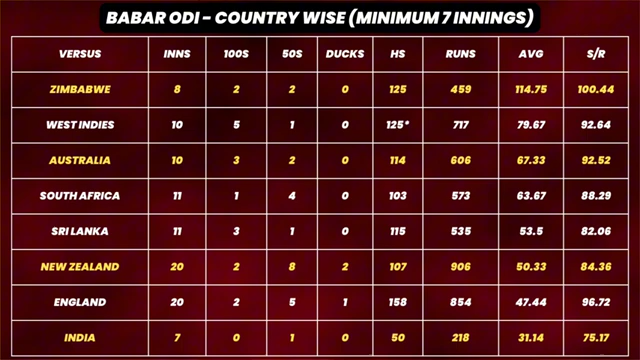 BABAR ODI - COUNTRY WISE (MINIMUM 7 INNINGS)
VERSUS INNS 100S 50S DUCKS HS RUNS AVG S/R
ZIMBABWE 8 2 2 0 125 459 114.75 100.44
WEST INDIES 10 5 1 0 125* 717 79.67 92.64
AUSTRALIA 10 3 2 0 114 606 67.33 92.52
SOUTH AFRICA 11 1 4 0 103 573 63.67 88.29
SRI LANKA 11 3 1 0 115 535 53.5 82.06
NEW ZEALAND 20 2 8 2 107 906 50.33 84.36
ENGLAND 20 2 5 1 158 854 47.44 96.72
INDIA 7 0 1 0 50 218 31.14 75.17